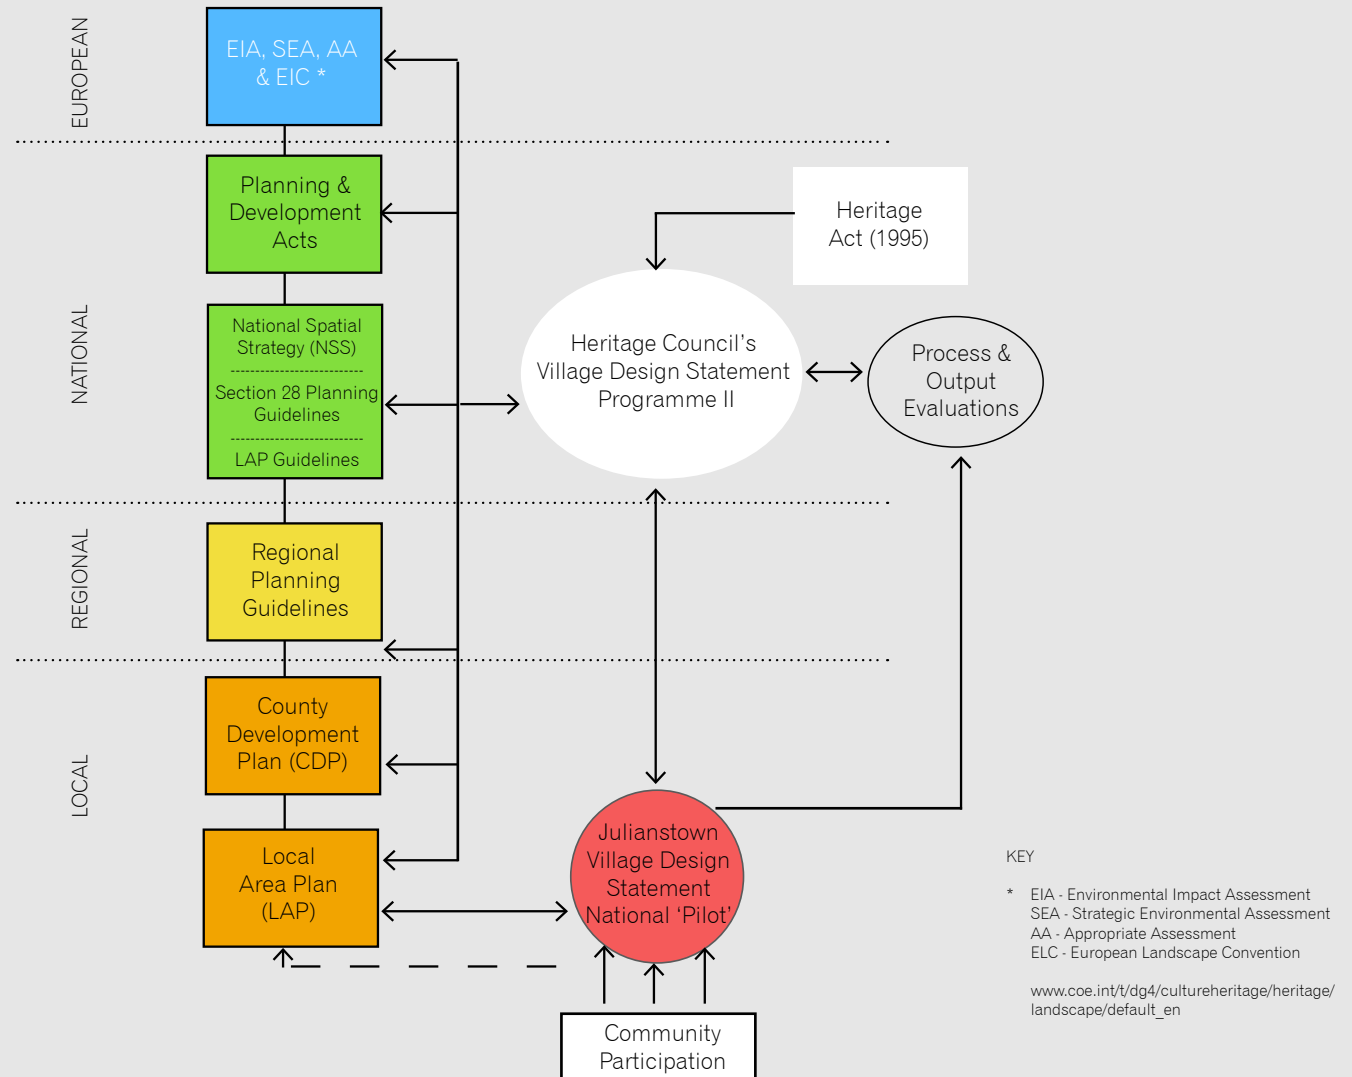 EUROPEAN
EIA, SEA, AA
& EIC *
NATIONAL
Planning &
Development
Acts
National Spatial
Strategy (NSS)
Section 28 Planning
Guidelines
LAP Guidelines
Heritage
Act (1995)
Heritage Council's
Village Design Statement
Programme II
Process &
Output
Evaluations
REGIONAL
Regional
Planning
Guidelines
LOCAL
County
Development
Plan (CDP)
Local
Area Plan
(LAP)
Julianstown
Village Design
Statement
National ‘Pilot’
Community
Participation
KEY
* EIA - Environmental Impact Assessment
SEA - Strategic Environmental Assessment
AA - Appropriate Assessment
ELC - European Landscape Convention
www.coe.int/t/dg4/cultureheritage/heritage/
landscape/default_en